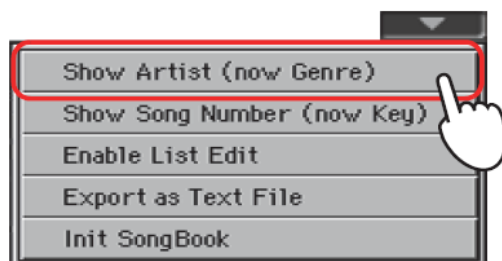 Show Artist (now Genre)
Show Song Number (now Key)
Enable List Edit
Export as Text File
Init SongBook